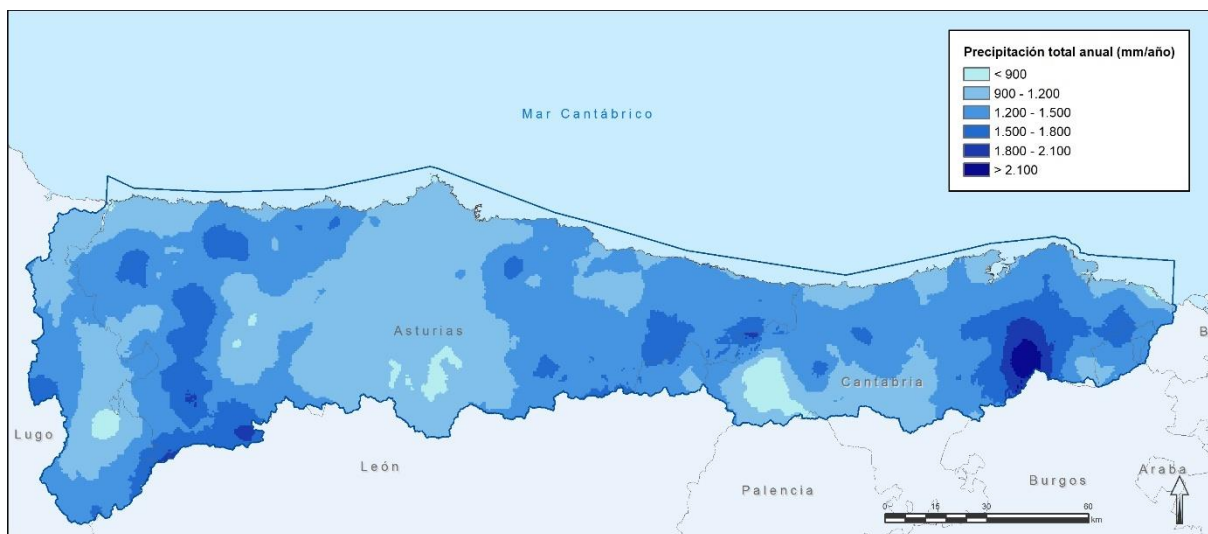 Precipitación total anual (mm/año)
< 900
900 - 1.200
1.200 - 1.500
1.500 - 1.800
1.800 - 2.100
> 2.100
Mar Cantábrico
Asturias
Cantabria
B
Lugo
León
Palencia
Burgos
Araba
0 15 30 60
km